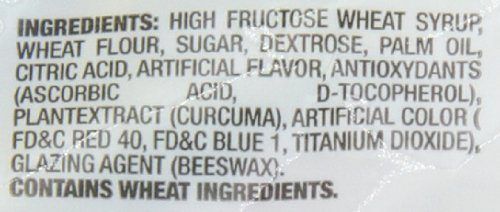 INGREDIENTS: HIGH FRUCTOSE WHEAT SYRUP,
WHEAT FLOUR, SUGAR, DEXTROSE, PALM OIL,
CITRIC ACID, ARTIFICIAL FLAVOR, ANTIOXYDANTS
(ASCORBIC ACID, D-TOCOPHEROL),
PLANTEXTRACT (CURCUMA), ARTIFICIAL COLOR (
FD&C RED 40, FD&C BLUE 1, TITANIUM DIOXIDE),
GLAZING AGENT (BEESWAX).
CONTAINS WHEAT INGREDIENTS.